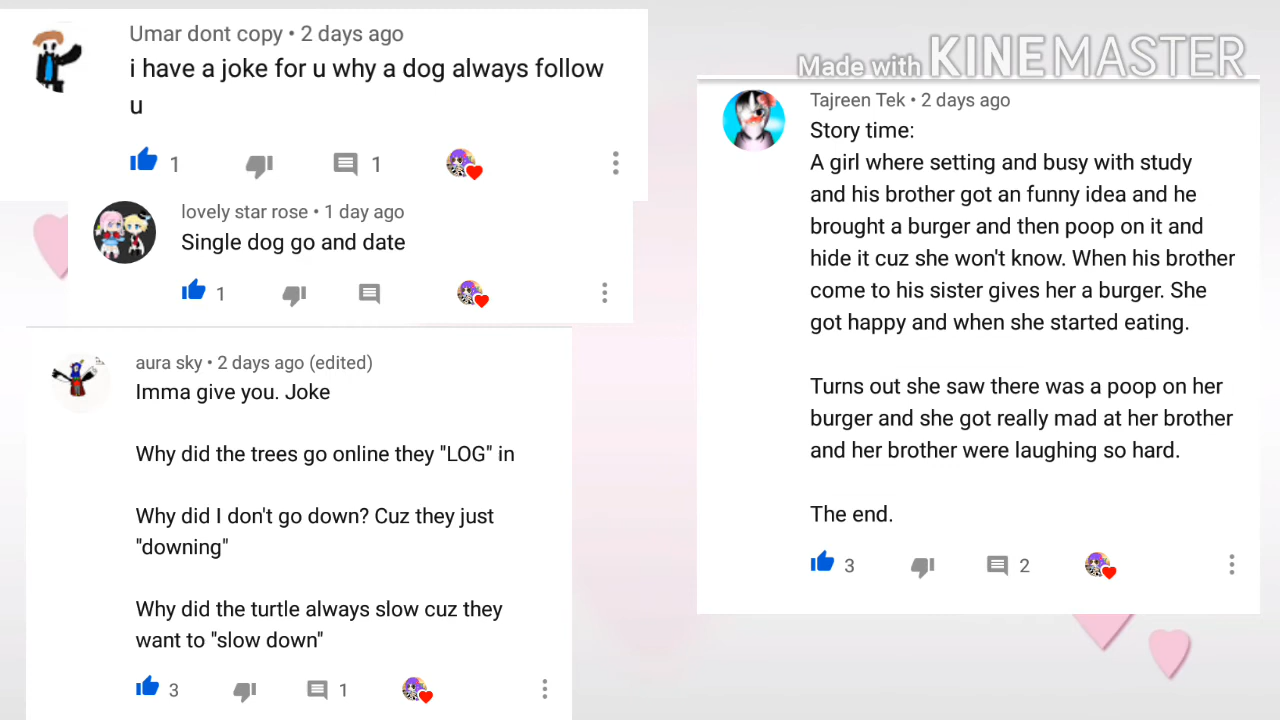 Umar dont copy • 2 days ago
i have a joke for u why a dog always follow
u
1
1
lovely star rose • 1 day ago
Single dog go and date
1
aura sky • 2 days ago (edited)
Imma give you. Joke
Why did the trees go online they "LOG" in
Why did I don't go down? Cuz they just
"downing"
Why did the turtle always slow cuz they
want to "slow down"
3
1
Made with KINEMASTER
Tajreen Tek • 2 days ago
Story time:
A girl where setting and busy with study
and his brother got an funny idea and he
brought a burger and then poop on it and
hide it cuz she won't know. When his brother
come to his sister gives her a burger. She
got happy and when she started eating.
Turns out she saw there was a poop on her
burger and she got really mad at her brother
and her brother were laughing so hard.
The end.
3
2